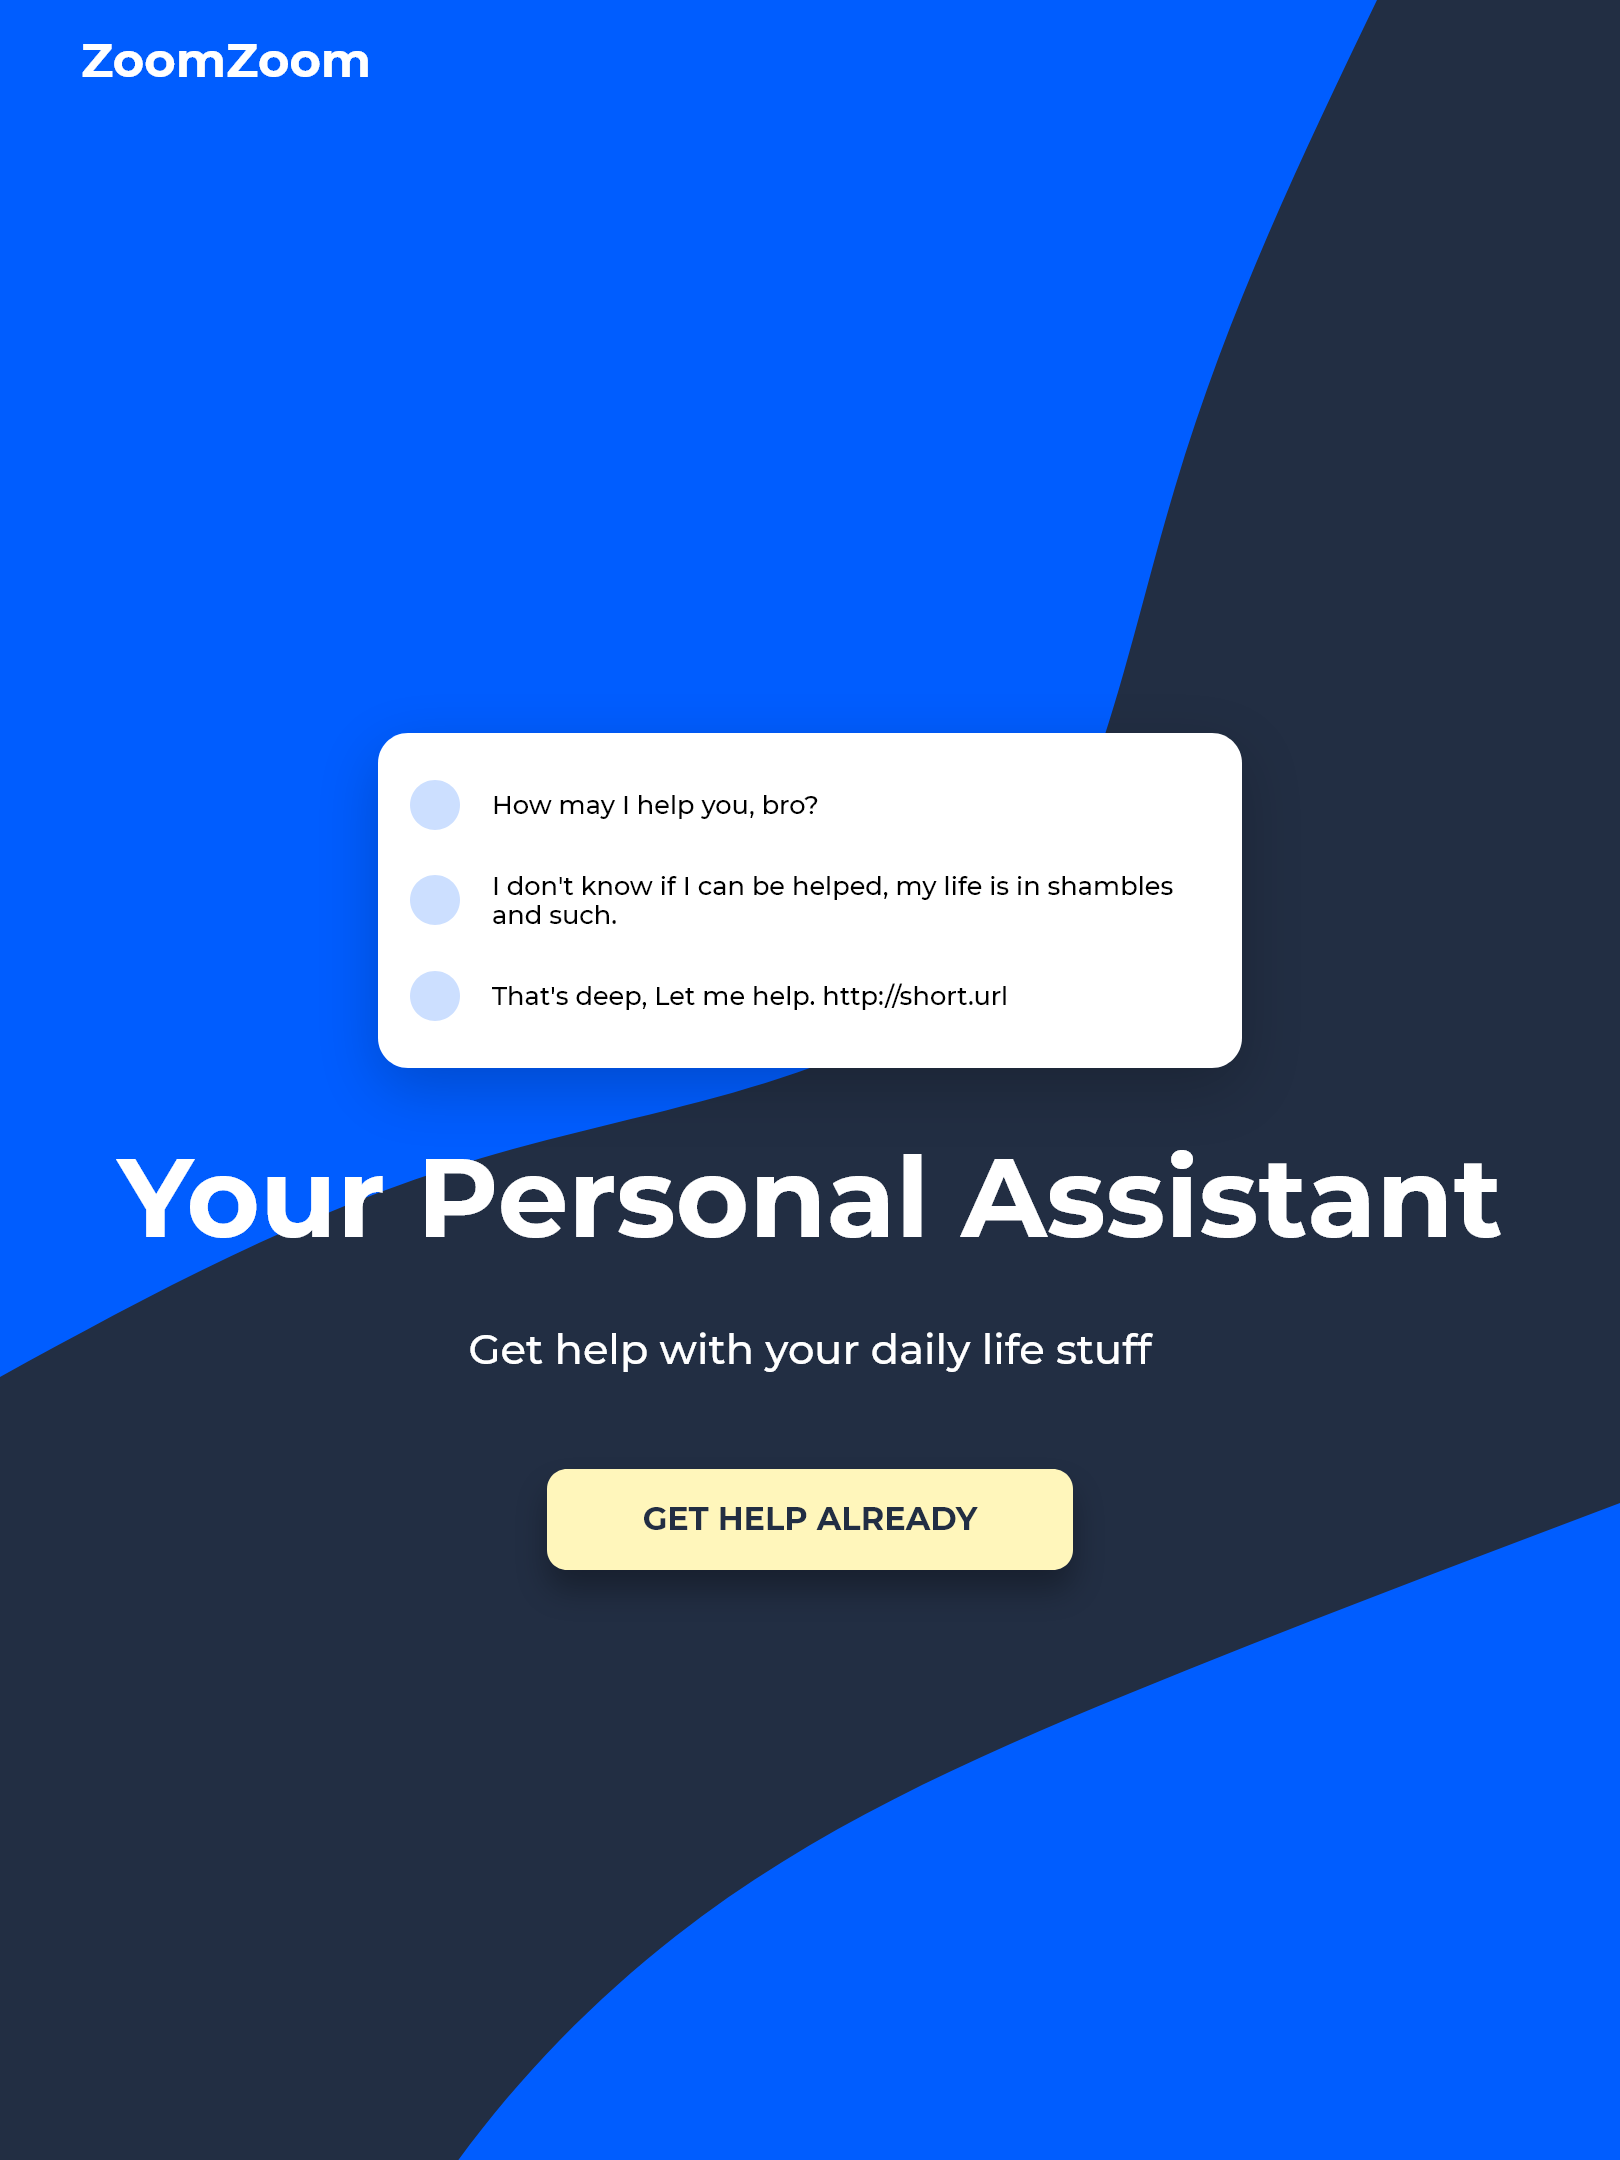 ZoomZoom
How may I help you, bro?
I don't know if I can be helped, my life is in shambles
and such.
That's deep, Let me help. http://short.url
Your Personal Assistant
Get help with your daily life stuff
GET HELP ALREADY